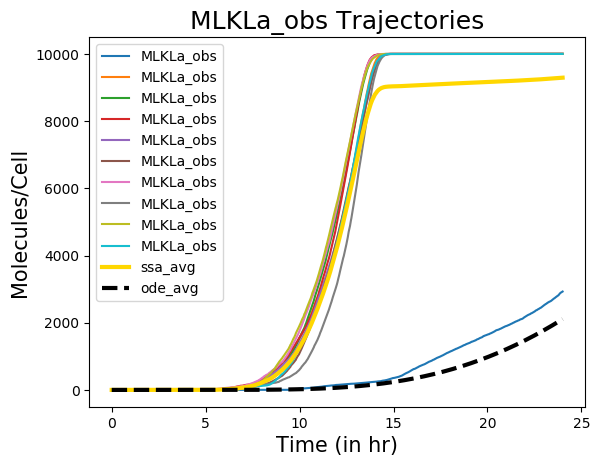 MLKLa_obs Trajectories
10000
8000
6000
4000
2000
0
Molecules/Cell
MLKLa_obs
MLKLa_obs
MLKLa_obs
MLKLa_obs
MLKLa_obs
MLKLa_obs
MLKLa_obs
MLKLa_obs
MLKLa_obs
MLKLa_obs
ssa_avg
ode_avg
0 5 10 15 20 25
Time (in hr)